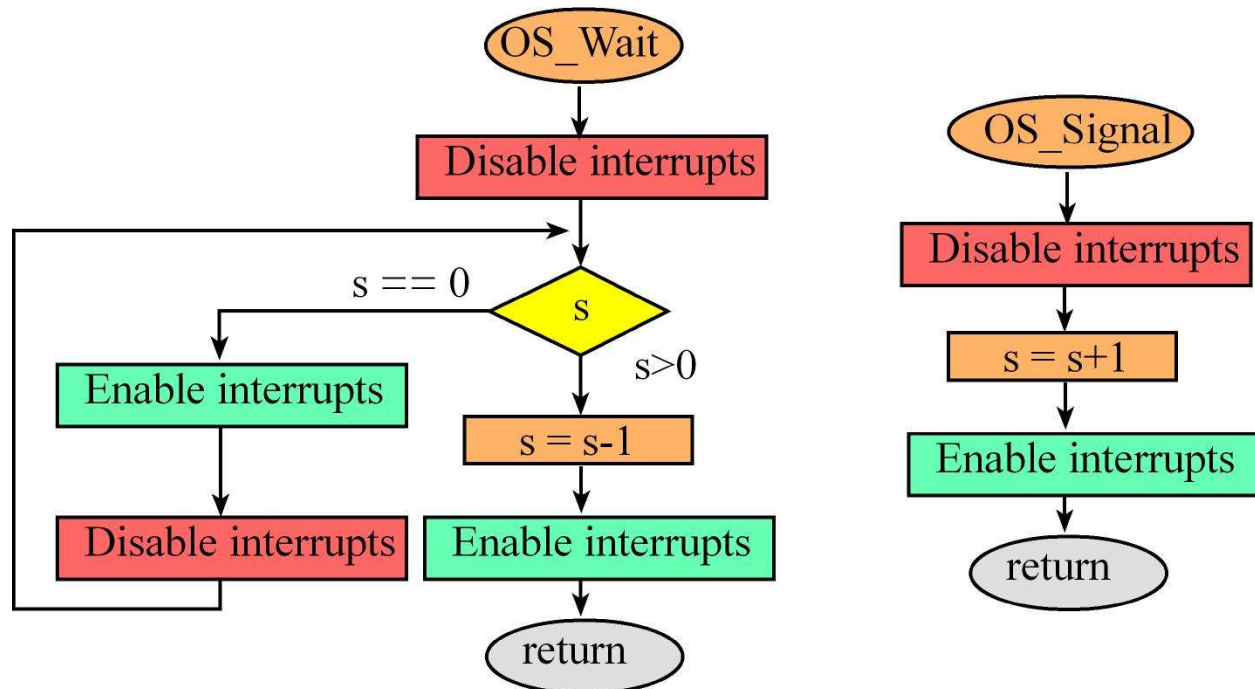 OS_Wait
Disable interrupts
s == 0
s
s>0
Enable interrupts
s = s-1
Disable interrupts
Enable interrupts
return
OS_Signal
Disable interrupts
s = s+1
Enable interrupts
return